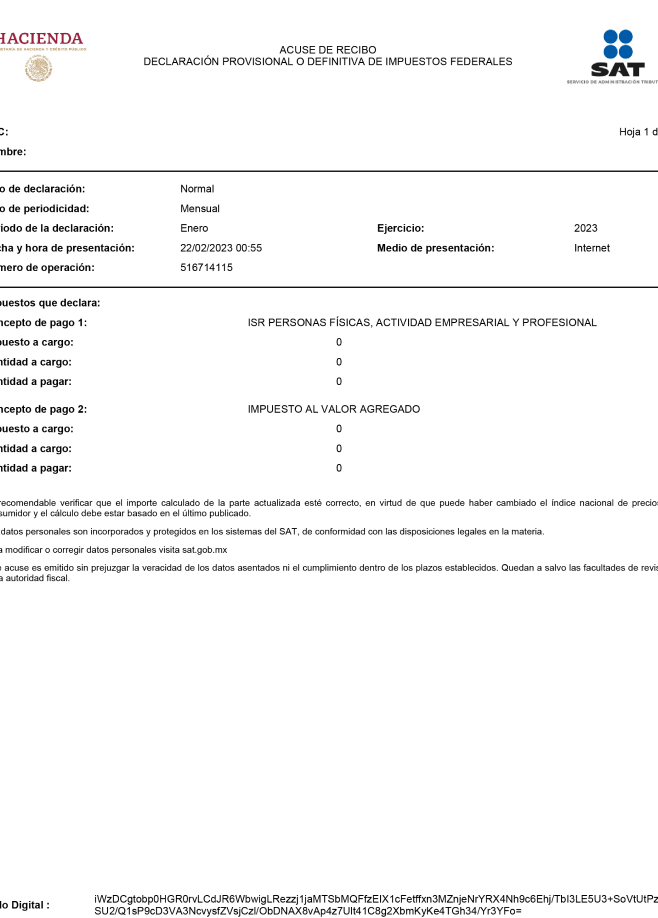 HACIENDA
SECRETARÍA DE HACIENDA Y CRÉDITO PÚBLICO
SAT
SERVICIO DE ADMINISTRACIÓN TRIBUT
ACUSE DE RECIBO
DECLARACIÓN PROVISIONAL O DEFINITIVA DE IMPUESTOS FEDERALES
C: Hoja 1 d
mbre:
o de declaración: Normal
o de periodicidad: Mensual
riodo de la declaración: Enero Ejercicio: 2023
cha y hora de presentación: 22/02/2023 00:55 Medio de presentación: Internet
mero de operación: 516714115
puestos que declara:
ncepto de pago 1: ISR PERSONAS FÍSICAS, ACTIVIDAD EMPRESARIAL Y PROFESIONAL
puesto a cargo: 0
ntidad a cargo: 0
ntidad a pagar: 0
ncepto de pago 2: IMPUESTO AL VALOR AGREGADO
puesto a cargo: 0
ntidad a cargo: 0
ntidad a pagar: 0
recomendable verificar que el importe calculado de la parte actualizada esté correcto, en virtud de que puede haber cambiado el índice nacional de precios
sumidor y el cálculo debe estar basado en el último publicado.
datos personales son incorporados y protegidos en los sistemas del SAT, de conformidad con las disposiciones legales en la materia.
a modificar o corregir datos personales visita sat.gob.mx
e acuse es emitido sin prejuzgar la veracidad de los datos asentados ni el cumplimiento dentro de los plazos establecidos. Quedan a salvo las facultades de revis
a autoridad fiscal.
lo Digital : iWzDCgtobp0HGR0rvLCdJR6WbwigLRezzj1jaMTSbMQFfzEIX1cFetffxn3MZnjeNrYRX4Nh9c6Ehj/TbI3LE5U3+SoVtUtPz
SU2/Q1sP9cD3VA3NcvysfZVsjCzI/ObDNAX8vAp4z7UIt41C8g2XbmKyKe4TGh34/Yr3YFo=